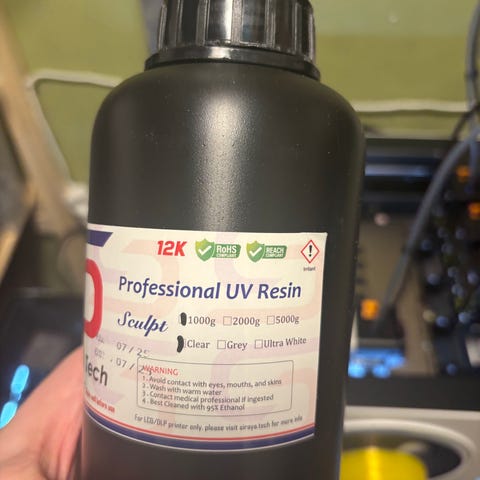 12K RoHS COMPLIANT REACH COMPLIANT
Irritant
Professional UV Resin
Sculpt 1000g 2000g 5000g
Clear Grey Ultra White
07/25
07/25
Tech
WARNING
1. Avoid contact with eyes, mouths, and skins
2. Wash with warm water
3. Contact medical professional if ingested
4. Best Cleaned with 95% Ethanol
For LCD/DLP printer only, please visit siraya.tech for more info